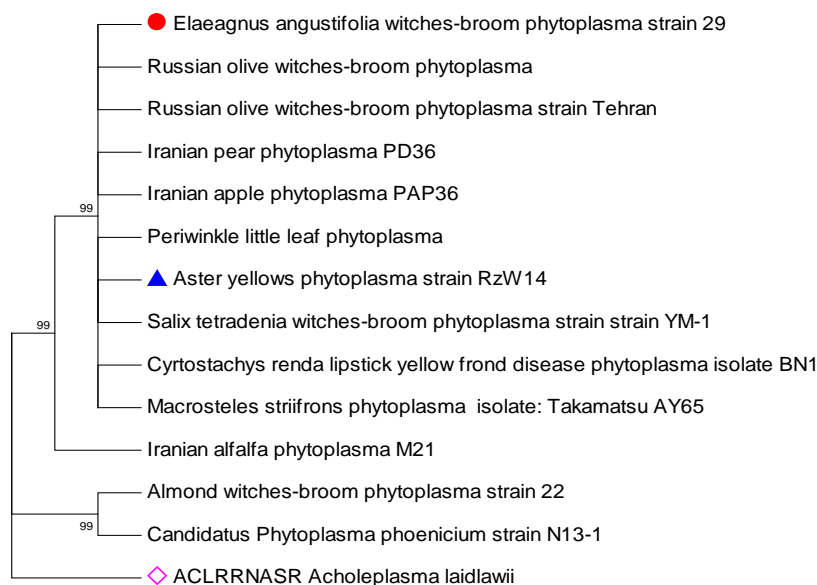 Elaeagnus angustifolia witches-broom phytoplasma strain 29
Russian olive witches-broom phytoplasma
Russian olive witches-broom phytoplasma strain Tehran
Iranian pear phytoplasma PD36
Iranian apple phytoplasma PAP36
99
Periwinkle little leaf phytoplasma
Aster yellows phytoplasma strain RzW14
Salix tetradenia witches-broom phytoplasma strain strain YM-1
99
Cyrtostachys renda lipstick yellow frond disease phytoplasma isolate BN1
Macrosteles striifrons phytoplasma isolate: Takamatsu AY65
Iranian alfalfa phytoplasma M21
Almond witches-broom phytoplasma strain 22
99
Candidatus Phytoplasma phoenicium strain N13-1
ACLRRNASR Acholeplasma laidlawii